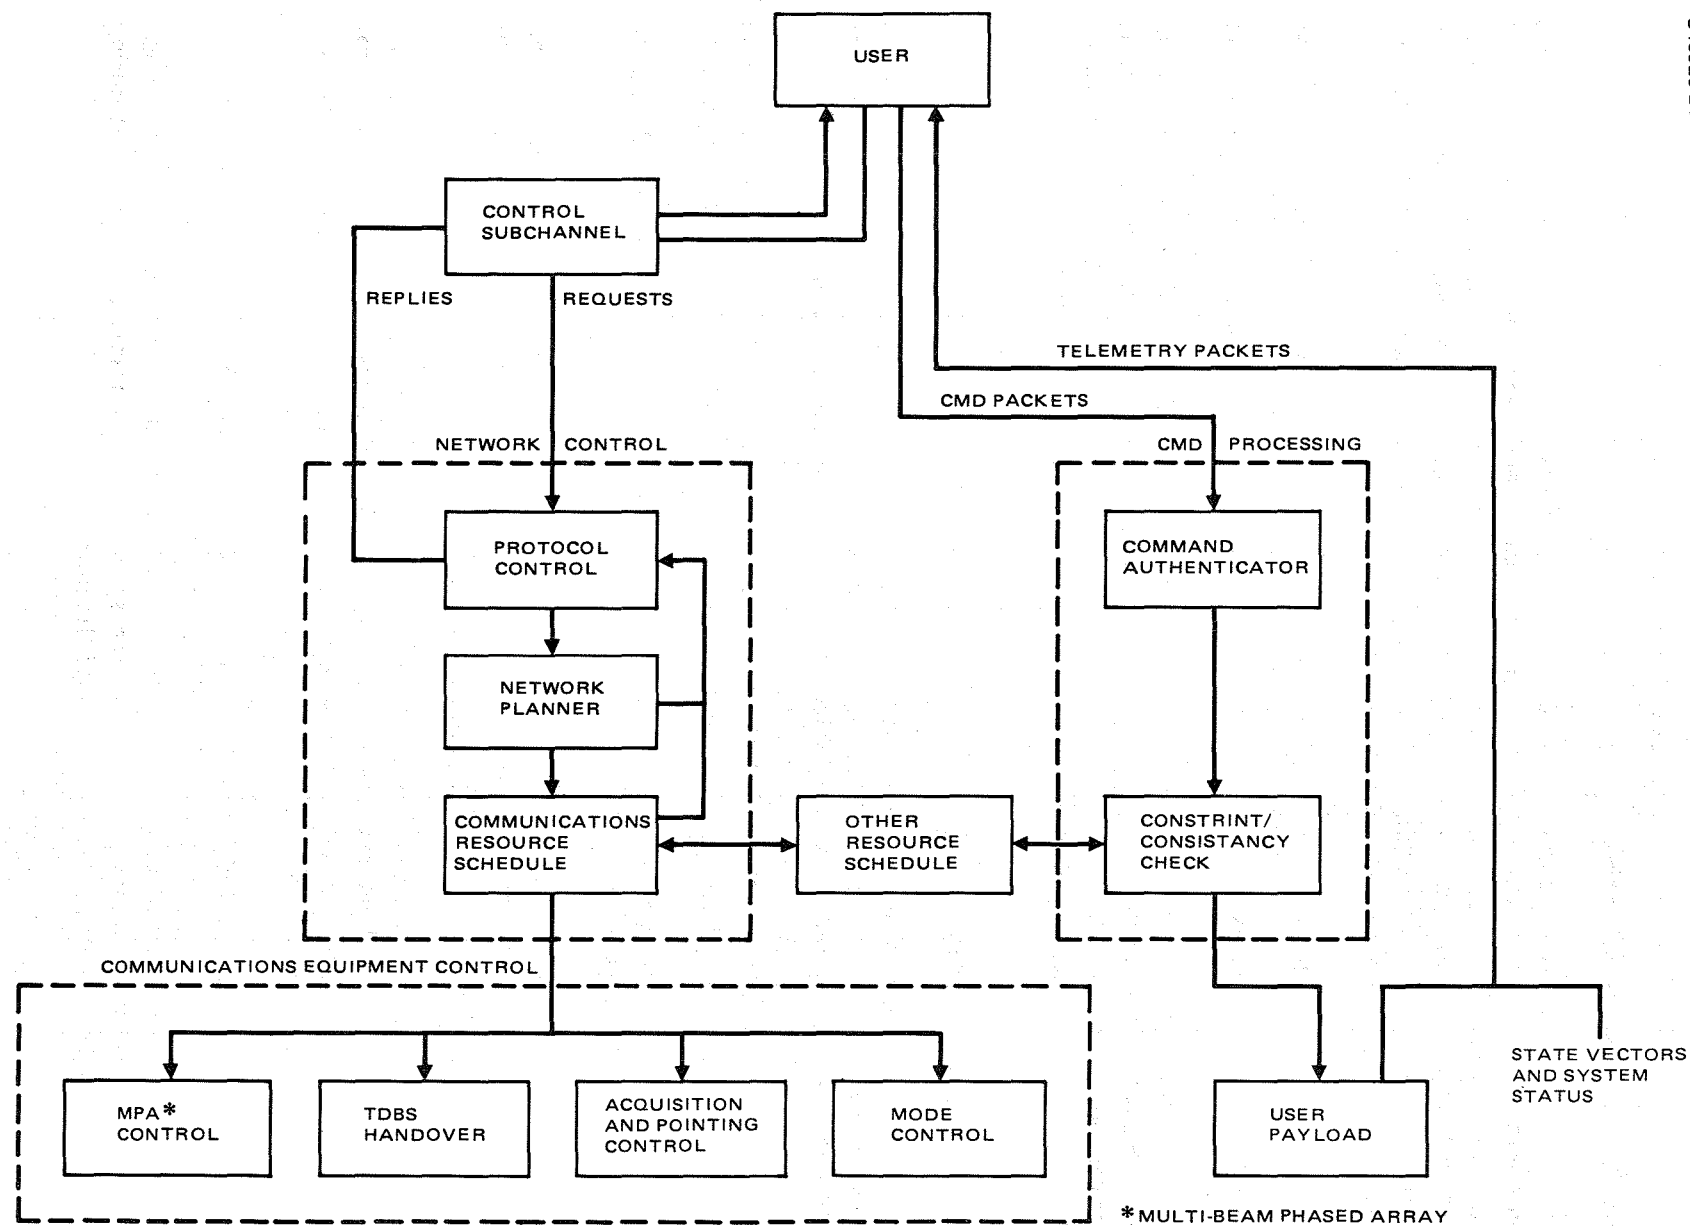 USER
CONTROL
SUBCHANNEL
REPLIES
REQUESTS
TELEMETRY PACKETS
CMD PACKETS
NETWORK CONTROL
CMD PROCESSING
PROTOCOL
CONTROL
COMMAND
AUTHENTICATOR
NETWORK
PLANNER
COMMUNICATIONS
RESOURCE
SCHEDULE
OTHER
RESOURCE
SCHEDULE
CONSTRINT/
CONSISTANCY
CHECK
COMMUNICATIONS EQUIPMENT CONTROL
MPA*
CONTROL
TDBS
HANDOVER
ACQUISITION
AND POINTING
CONTROL
MODE
CONTROL
USER
PAYLOAD
STATE VECTORS
AND SYSTEM
STATUS
*MULTI-BEAM PHASED ARRAY